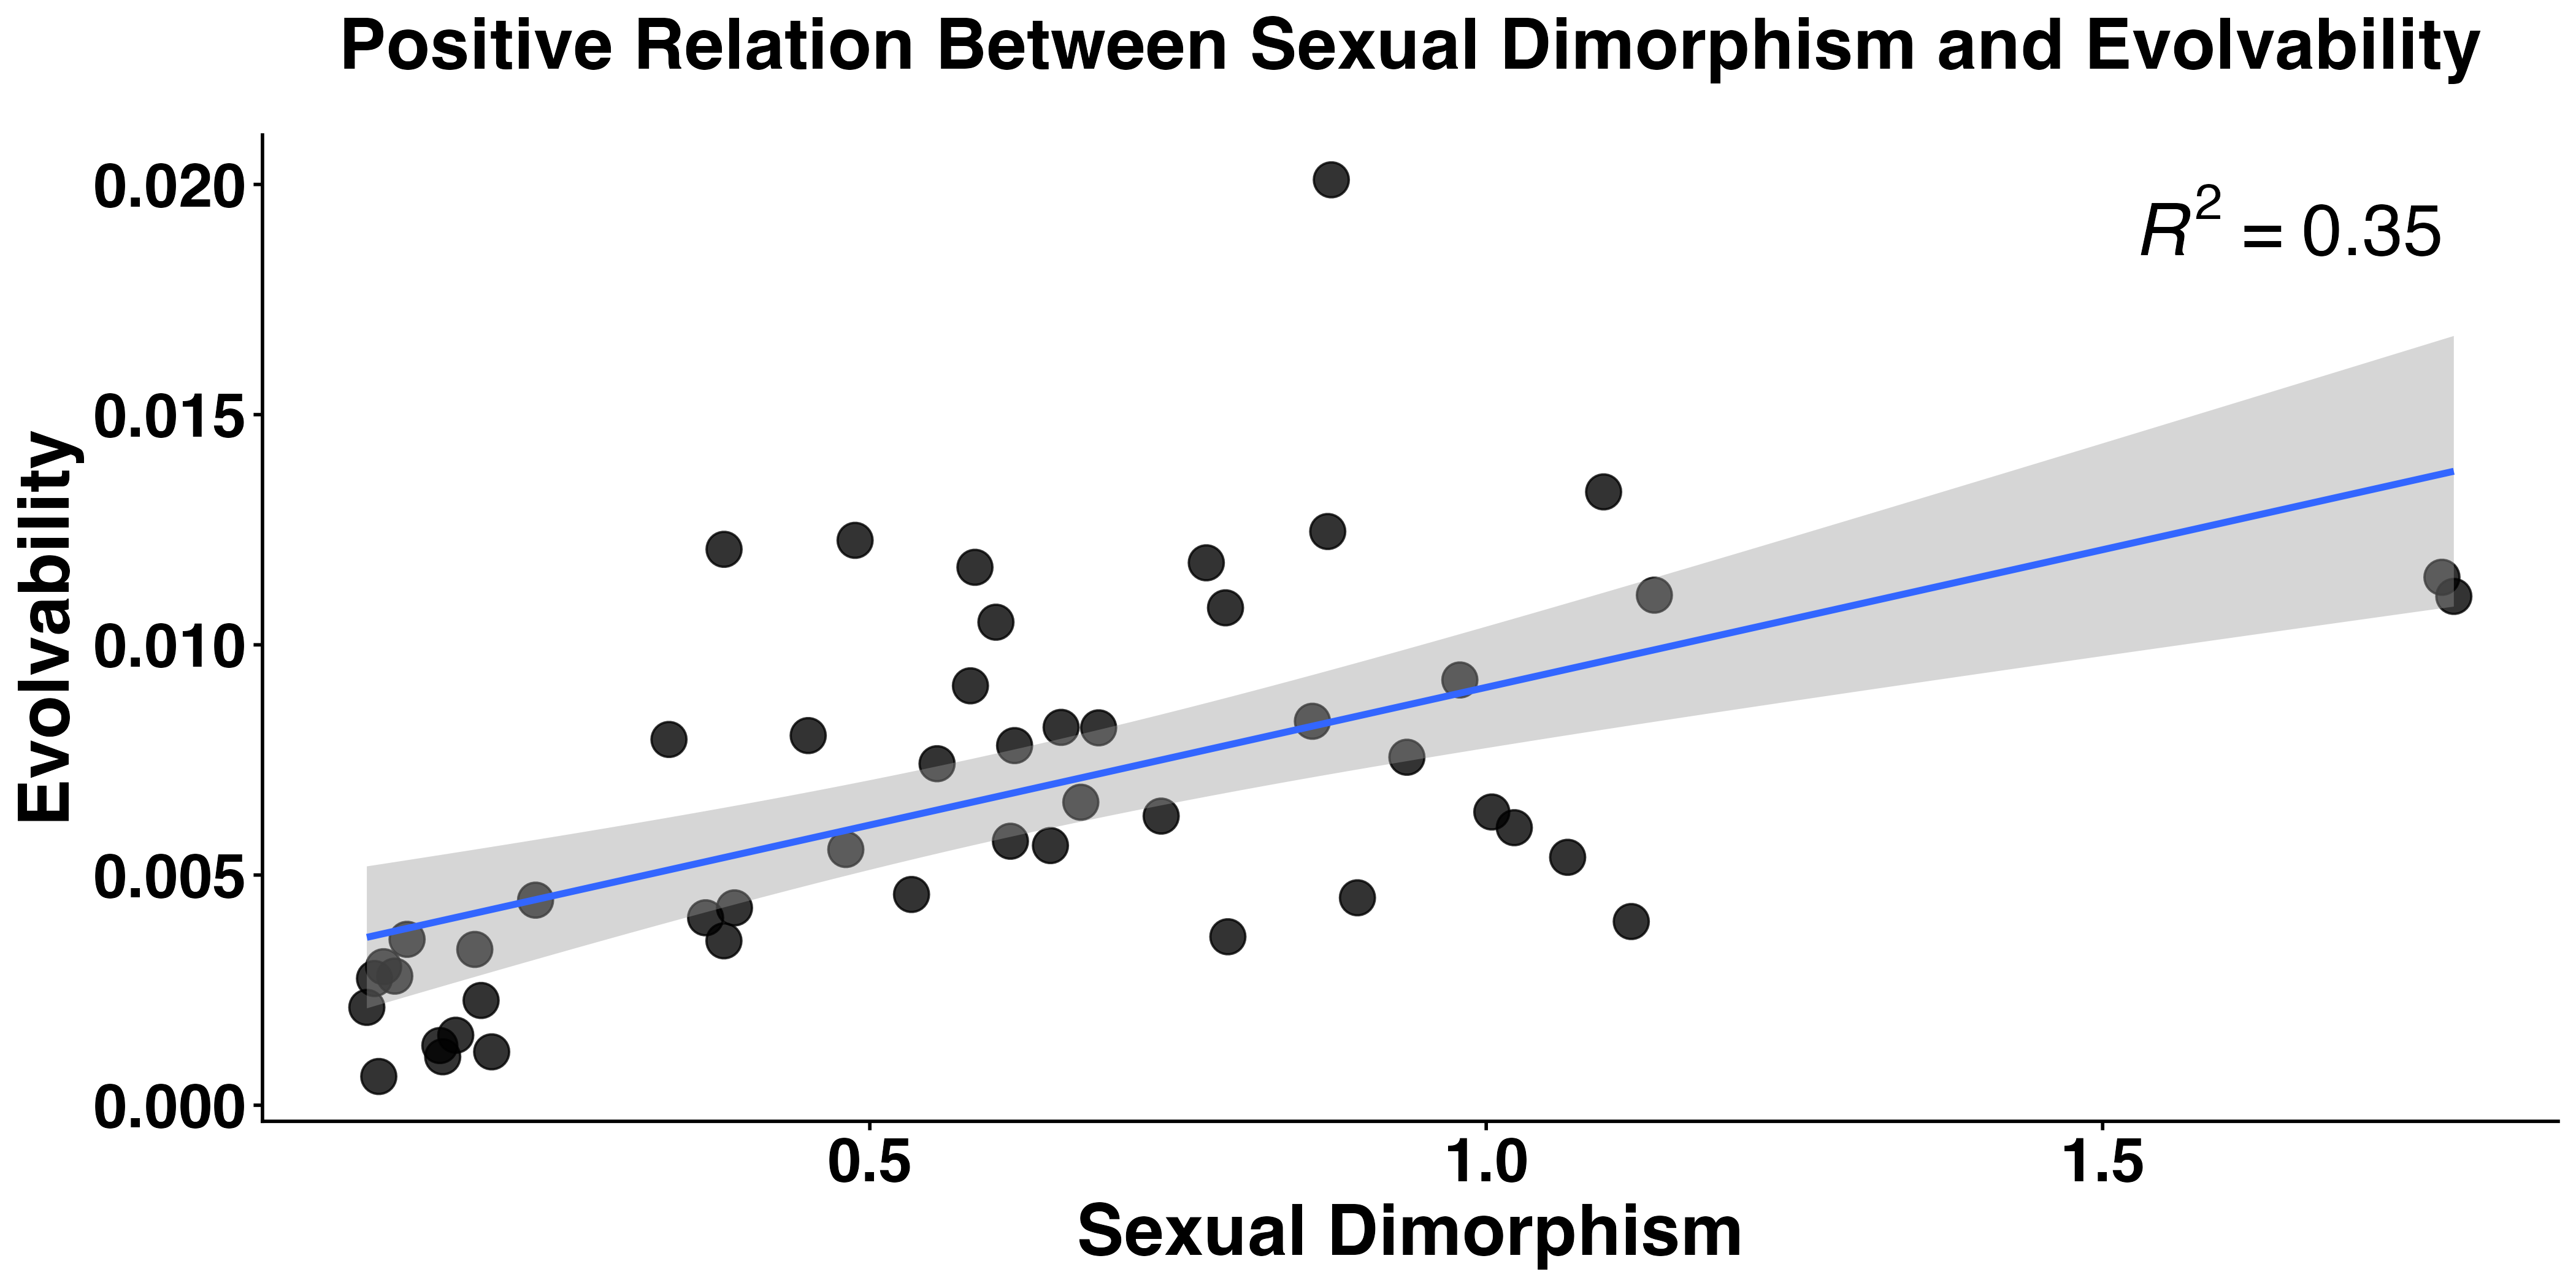 Positive Relation Between Sexual Dimorphism and Evolvability
R² = 0.35
0.020
0.015
0.010
0.005
0.000
Evolvability
0.5 1.0 1.5
Sexual Dimorphism